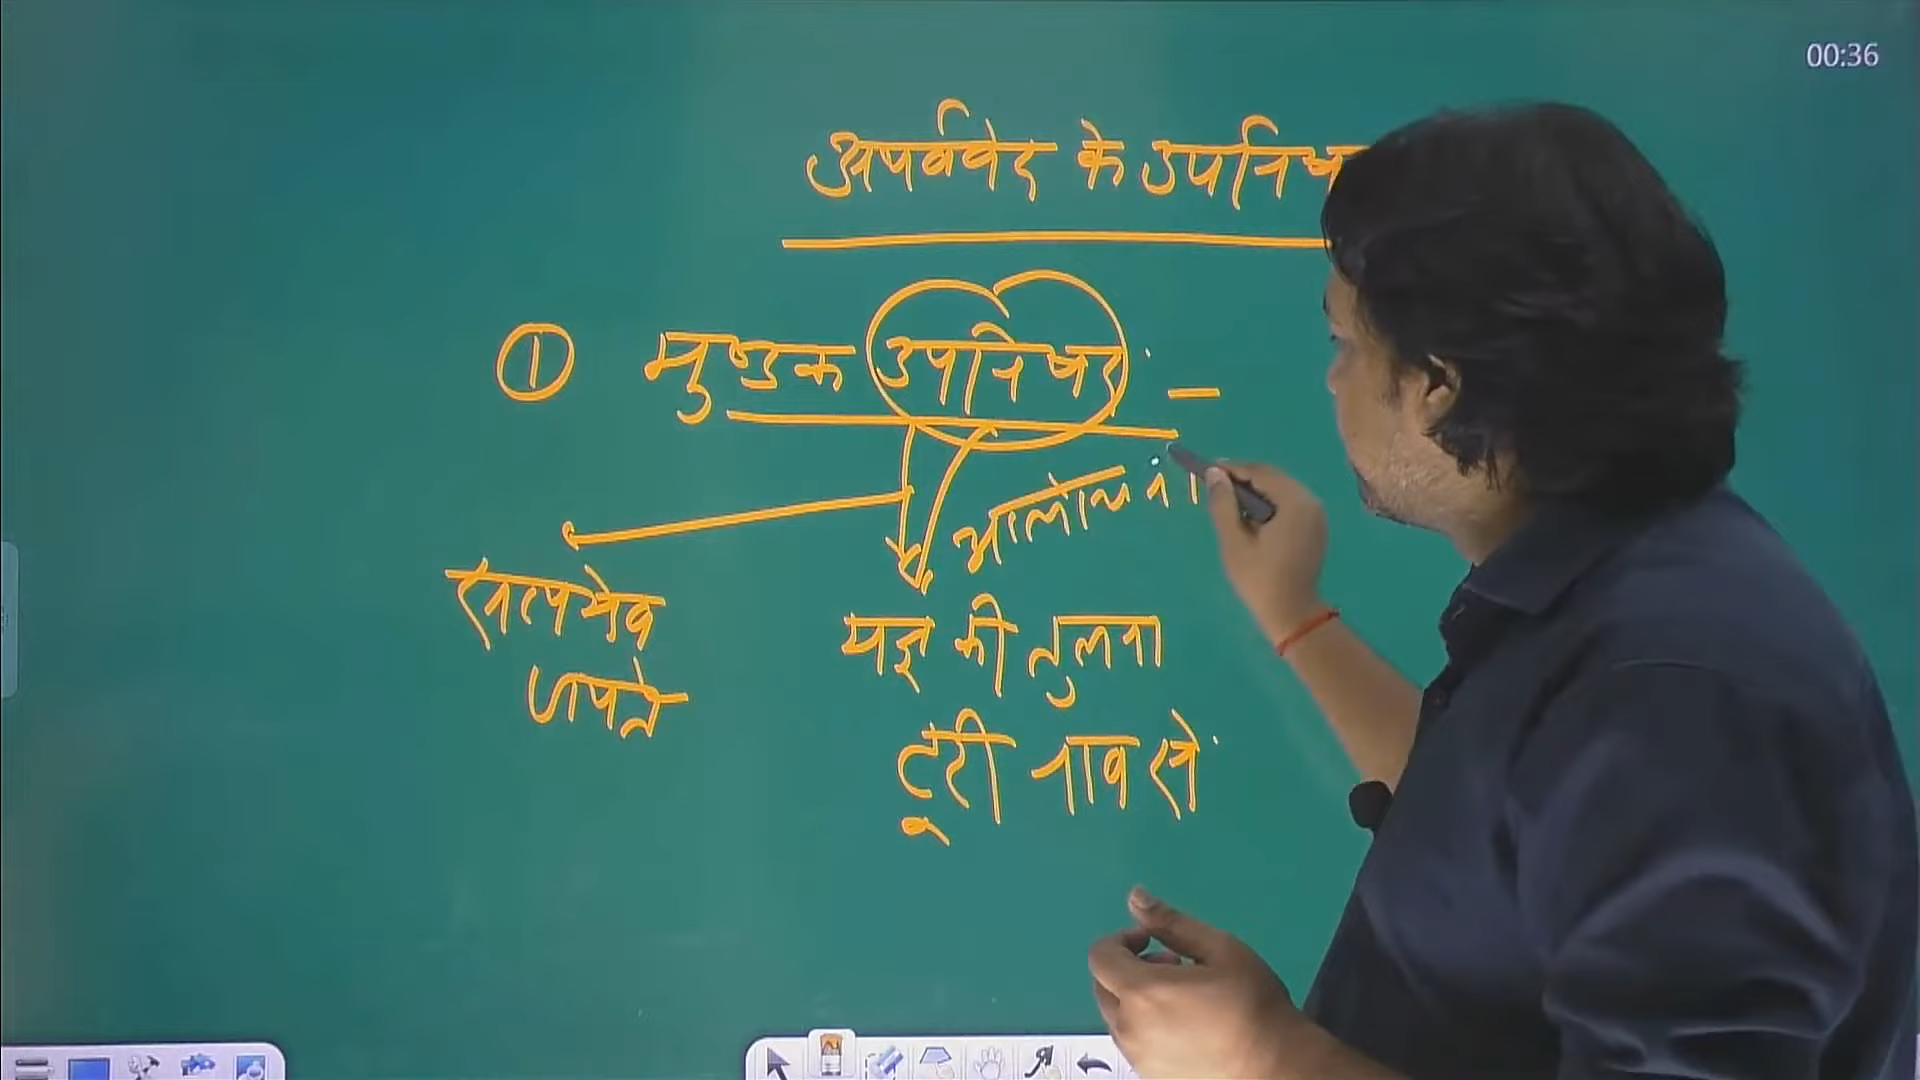 00:36
अथर्ववेद के उपनिष
① मुण्डक उपनिषद -
आलोचना
सत्यमेव
जयते
यज्ञ की तुलना
टूटी नाव से